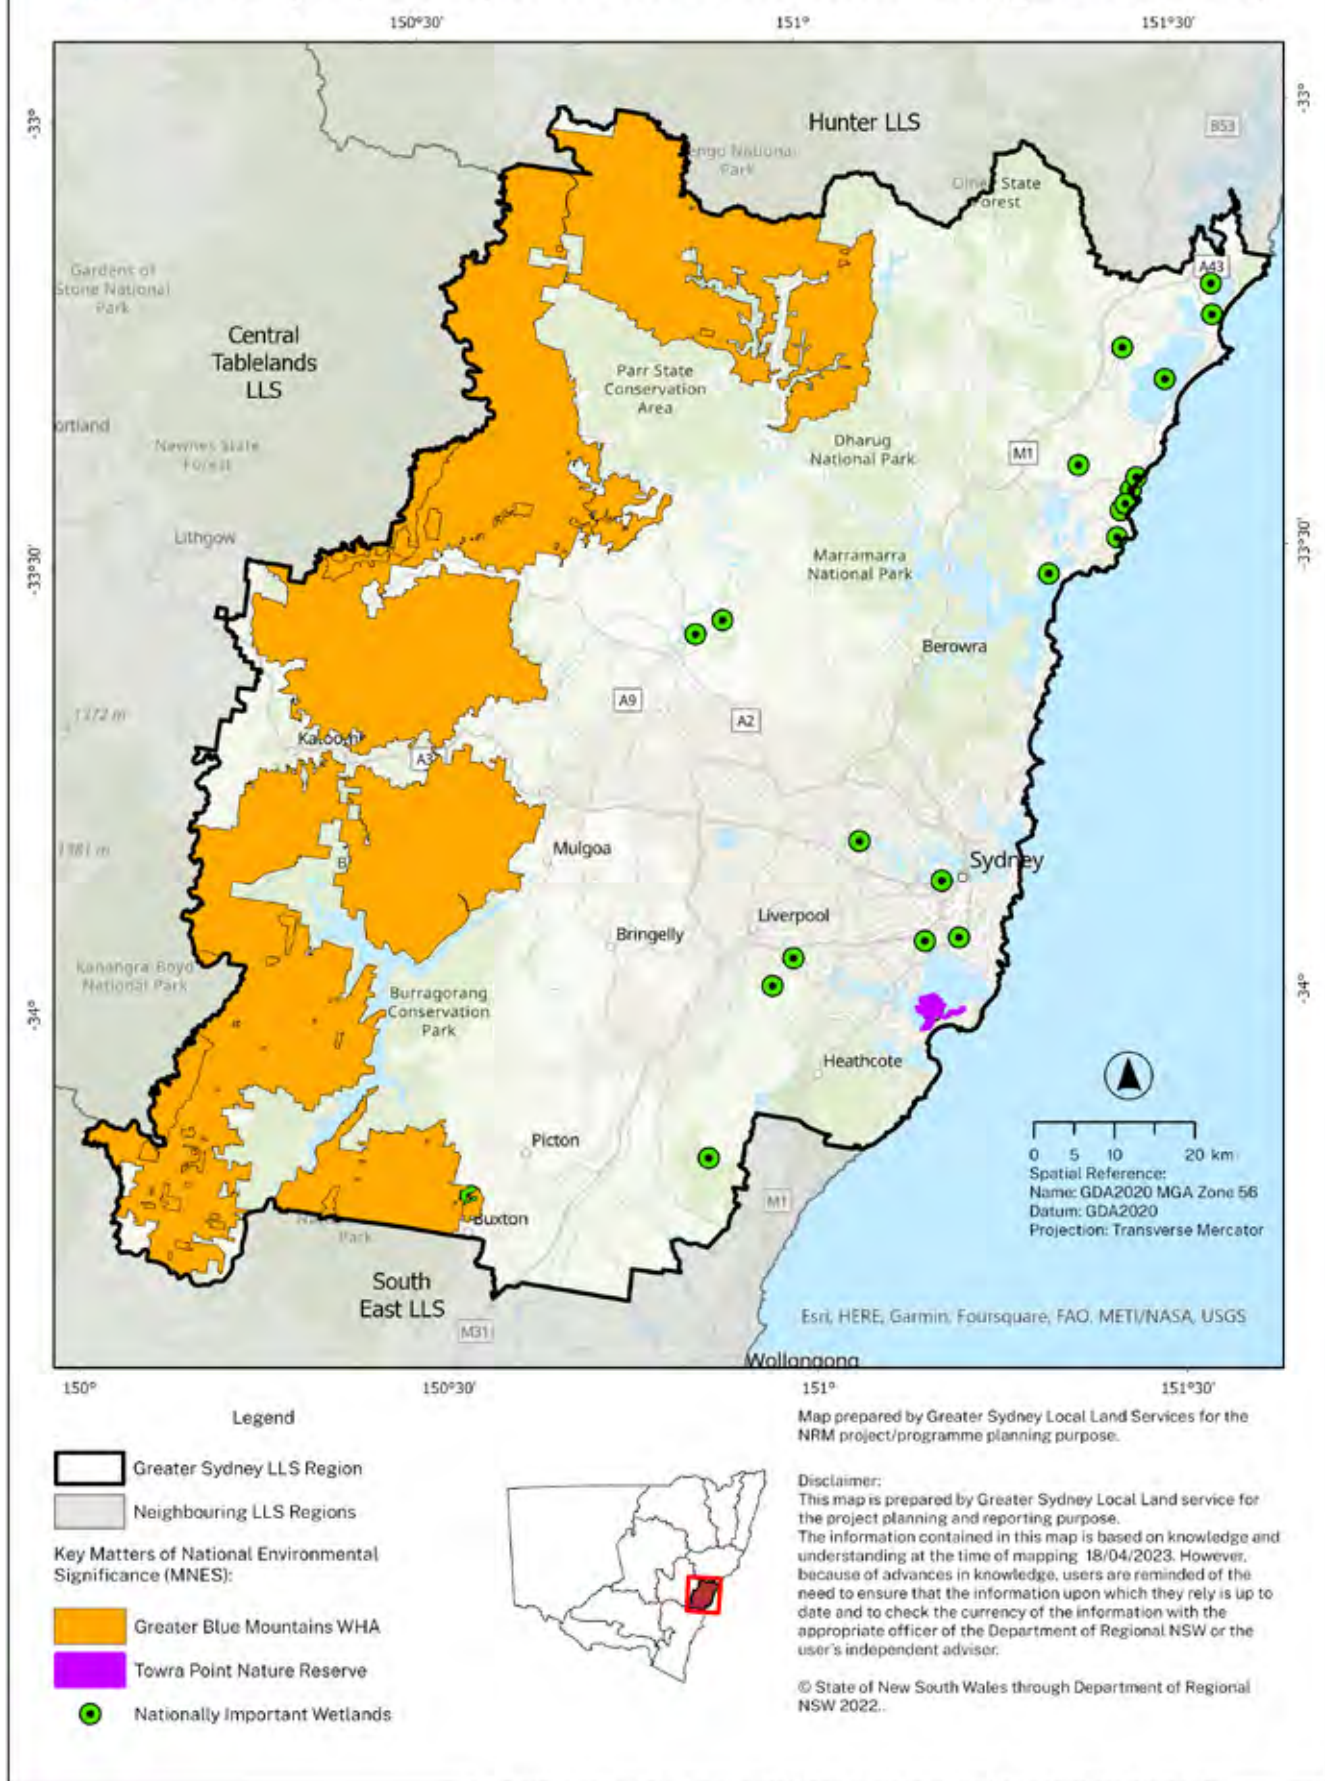 150°30'
151°
151°30'
-33°
-33°
Hunter LLS
B53
engo National
Park
State
orest
A43
Gardens of
Stone National
Park
Central
Tablelands
LLS
Parr State
Conservation
Area
ortland
Newnes State
Forest
Dharug
National Park
M1
Lithgow
-33°30'
-33°30'
Marramarra
National Park
Berowra
A9
A2
1372 m
Katoomb
A3
Mulgoa
B
1381 m
Sydney
Liverpool
Bringelly
Kanangra-Boyd
National Park
-34°
-34°
Burragorang
Conservation
Park
Heathcote
Picton
0 5 10 20 km
Spatial Reference:
Name: GDA2020 MGA Zone 56
Datum: GDA2020
Projection: Transverse Mercator
M1
Buxton
Park
South
East LLS
M31
Esri, HERE, Garmin, Foursquare, FAO, METI/NASA, USGS
Wollongong
150°
150°30'
151°
151°30'
Legend
Greater Sydney LLS Region
Neighbouring LLS Regions
Key Matters of National Environmental
Significance (MNES):
Greater Blue Mountains WHA
Towra Point Nature Reserve
Nationally Important Wetlands
Map prepared by Greater Sydney Local Land Services for the
NRM project/programme planning purpose.
Disclaimer:
This map is prepared by Greater Sydney Local Land service for
the project planning and reporting purpose.
The information contained in this map is based on knowledge and
understanding at the time of mapping 18/04/2023. However,
because of advances in knowledge, users are reminded of the
need to ensure that the information upon which they rely is up to
date and to check the currency of the information with the
appropriate officer of the Department of Regional NSW or the
user's independent adviser.
© State of New South Wales through Department of Regional
NSW 2022..